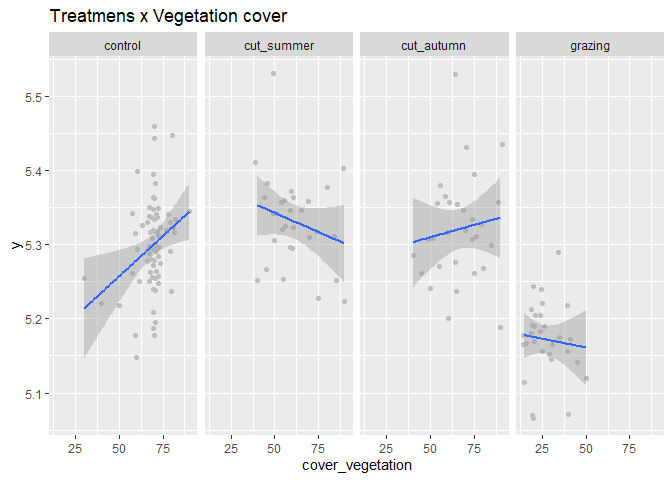 Treatmens x Vegetation cover
control cut_summer cut_autumn grazing
5.5
5.4
5.3
5.2
5.1
y
25 50 75 25 50 75 25 50 75 25 50 75
cover_vegetation